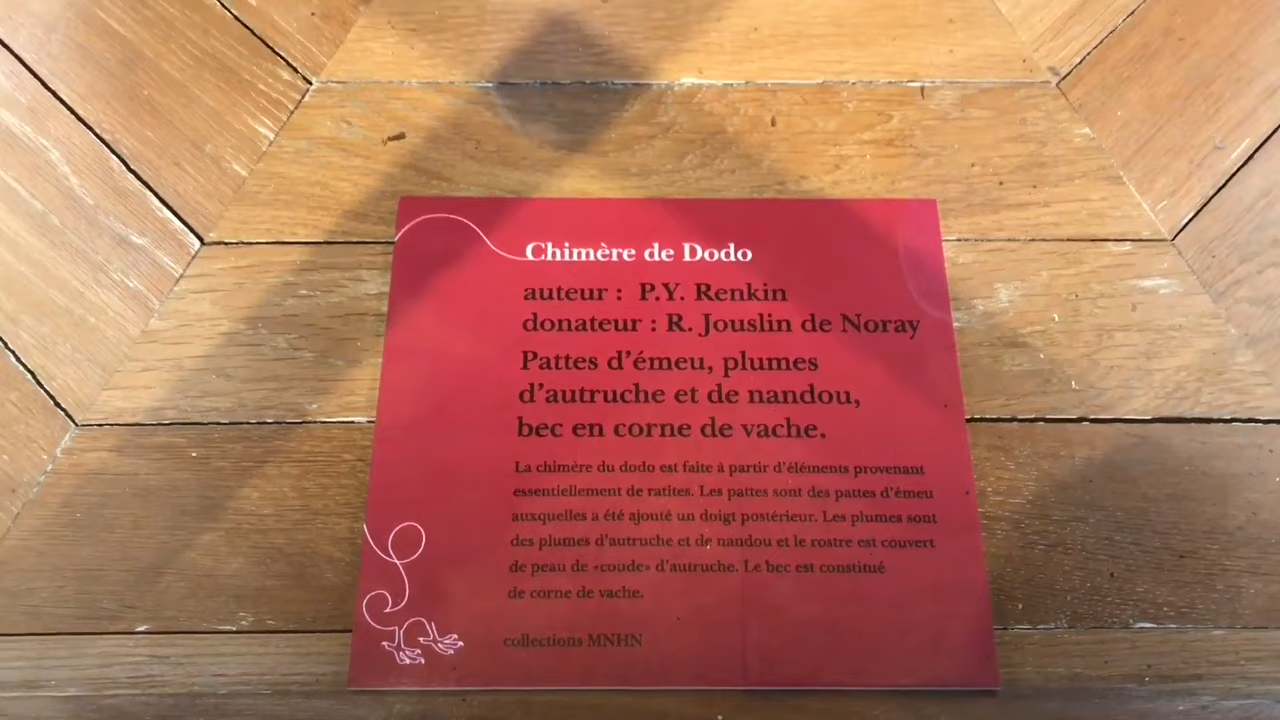 Chimère de Dodo
auteur : P.Y. Renkin
donateur : R. Jouslin de Noray
Pattes d’émeu, plumes
d’autruche et de nandou,
bec en corne de vache.
La chimère du dodo est faite à partir d’éléments provenant
essentiellement de ratites. Les pattes sont des pattes d’émeu
auxquelles a été ajouté un doigt postérieur. Les plumes sont
des plumes d’autruche et de nandou et le rostre est couvert
de peau de «coude» d’autruche. Le bec est constitué
de corne de vache.
collections MNHN